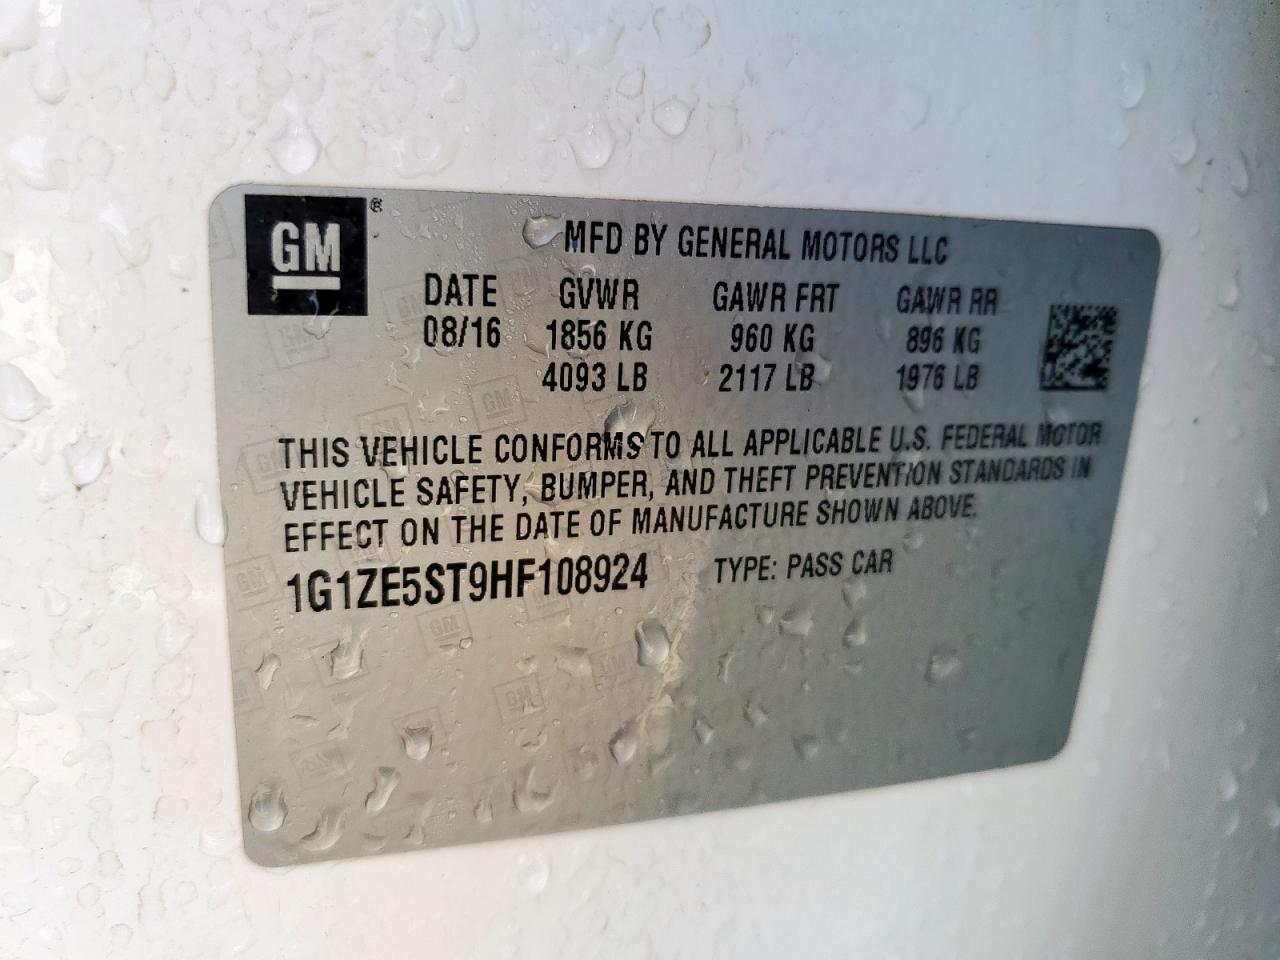 GM®
MFD BY GENERAL MOTORS LLC
DATE GVWR GAWR FRT GAWR RR
08/16 1856 KG 960 KG 896 KG
4093 LB 2117 LB 1976 LB
THIS VEHICLE CONFORMS TO ALL APPLICABLE U.S. FEDERAL MOTOR
VEHICLE SAFETY, BUMPER, AND THEFT PREVENTION STANDARDS IN
EFFECT ON THE DATE OF MANUFACTURE SHOWN ABOVE.
1G1ZE5ST9HF108924 TYPE: PASS CAR